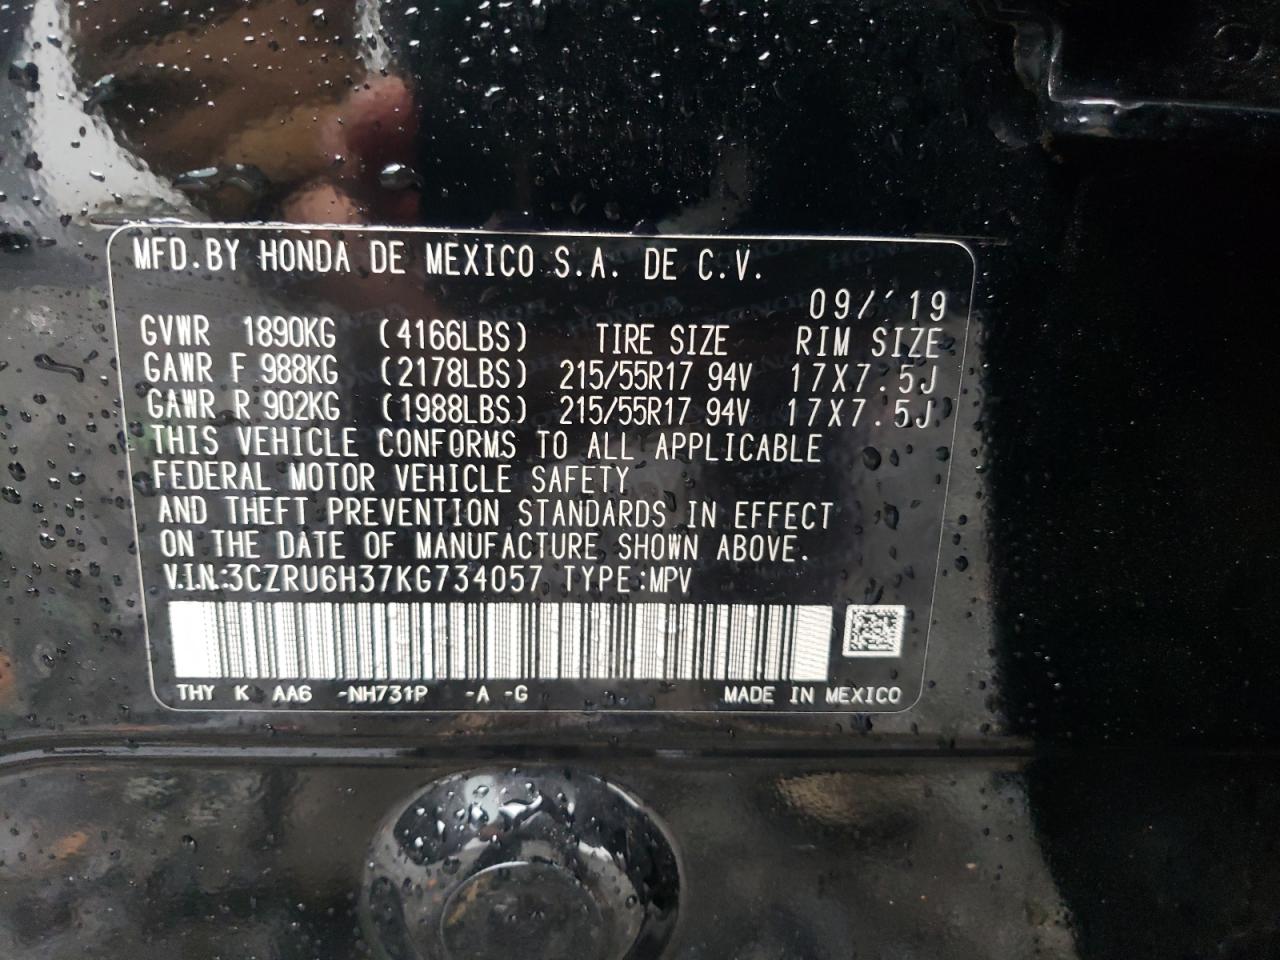 MFD.BY HONDA DE MEXICO S.A. DE C.V.
09/'19
GVWR 1890KG (4166LBS) TIRE SIZE RIM SIZE
GAWR F 988KG (2178LBS) 215/55R17 94V 17X7.5J
GAWR R 902KG (1988LBS) 215/55R17 94V 17X7.5J
THIS VEHICLE CONFORMS TO ALL APPLICABLE
FEDERAL MOTOR VEHICLE SAFETY
AND THEFT PREVENTION STANDARDS IN EFFECT
ON THE DATE OF MANUFACTURE SHOWN ABOVE.
V.I.N:3CZRU6H37KG734057 TYPE:MPV
THY K AA6 -NH731P -A -G MADE IN MEXICO